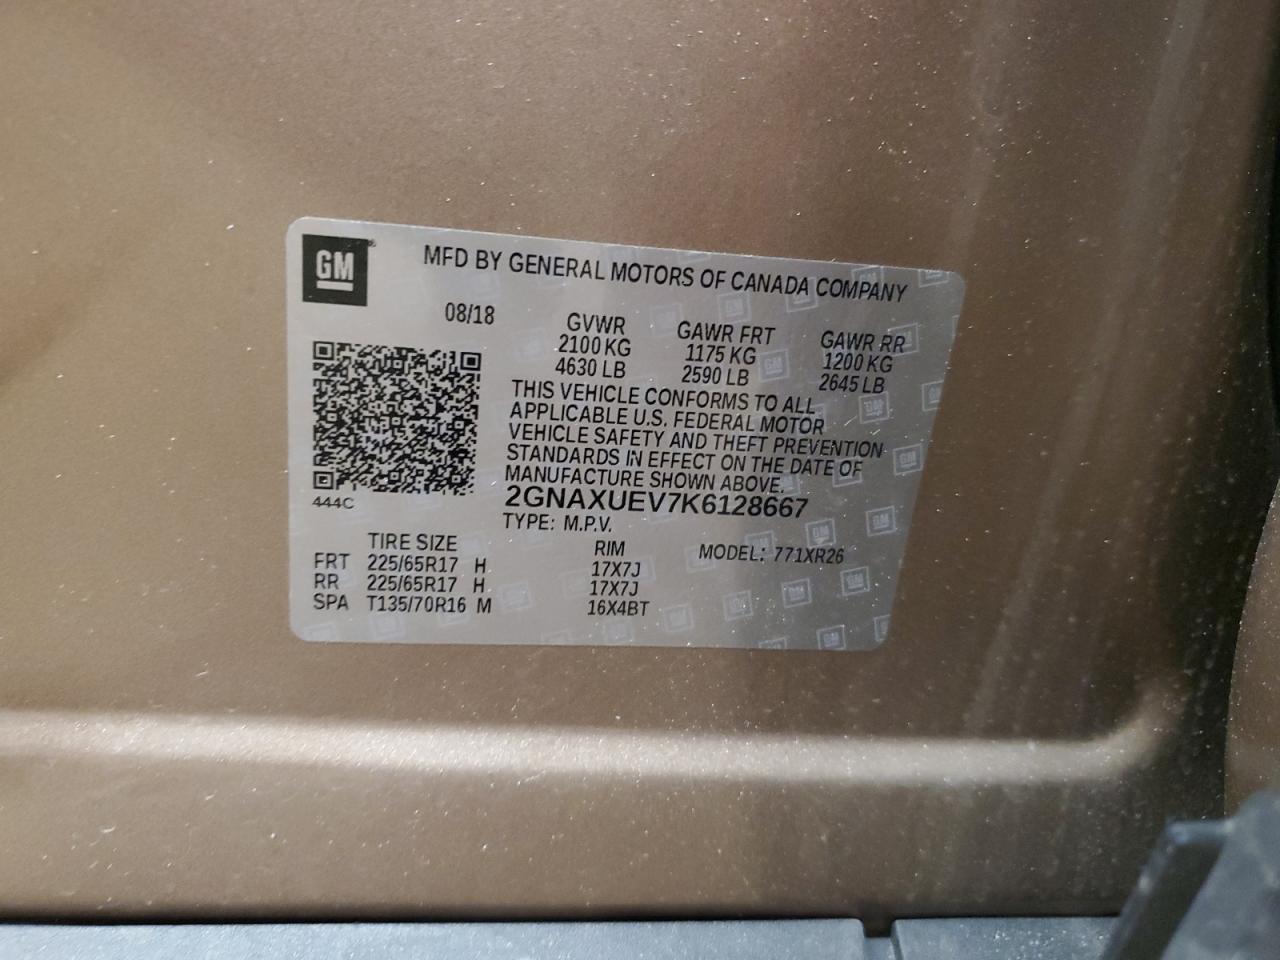 GM
MFD BY GENERAL MOTORS OF CANADA COMPANY
08/18
GVWR GAWR FRT GAWR RR
2100 KG 1175 KG 1200 KG
4630 LB 2590 LB 2645 LB
THIS VEHICLE CONFORMS TO ALL
APPLICABLE U.S. FEDERAL MOTOR
VEHICLE SAFETY AND THEFT PREVENTION
STANDARDS IN EFFECT ON THE DATE OF
MANUFACTURE SHOWN ABOVE.
444C
2GNAXUEV7K6128667
TYPE: M.P.V.
TIRE SIZE RIM MODEL: 771XR26
FRT 225/65R17 H 17X7J
RR 225/65R17 H 17X7J
SPA T135/70R16 M 16X4BT